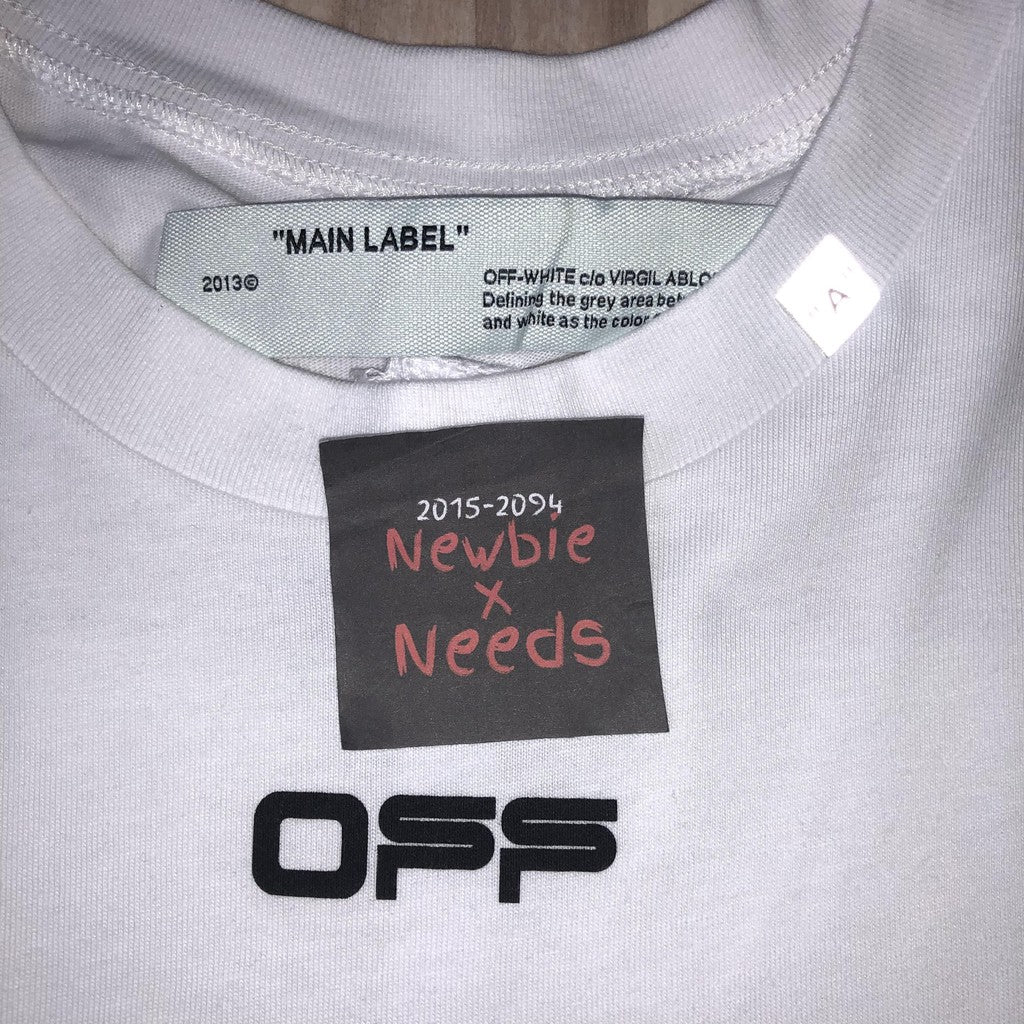 "MAIN LABEL"
2013©
OFF-WHITE c/o VIRGIL
Defining the grey area
and white as the color
A
2015-2094
Newbie
x
Needs
OFF